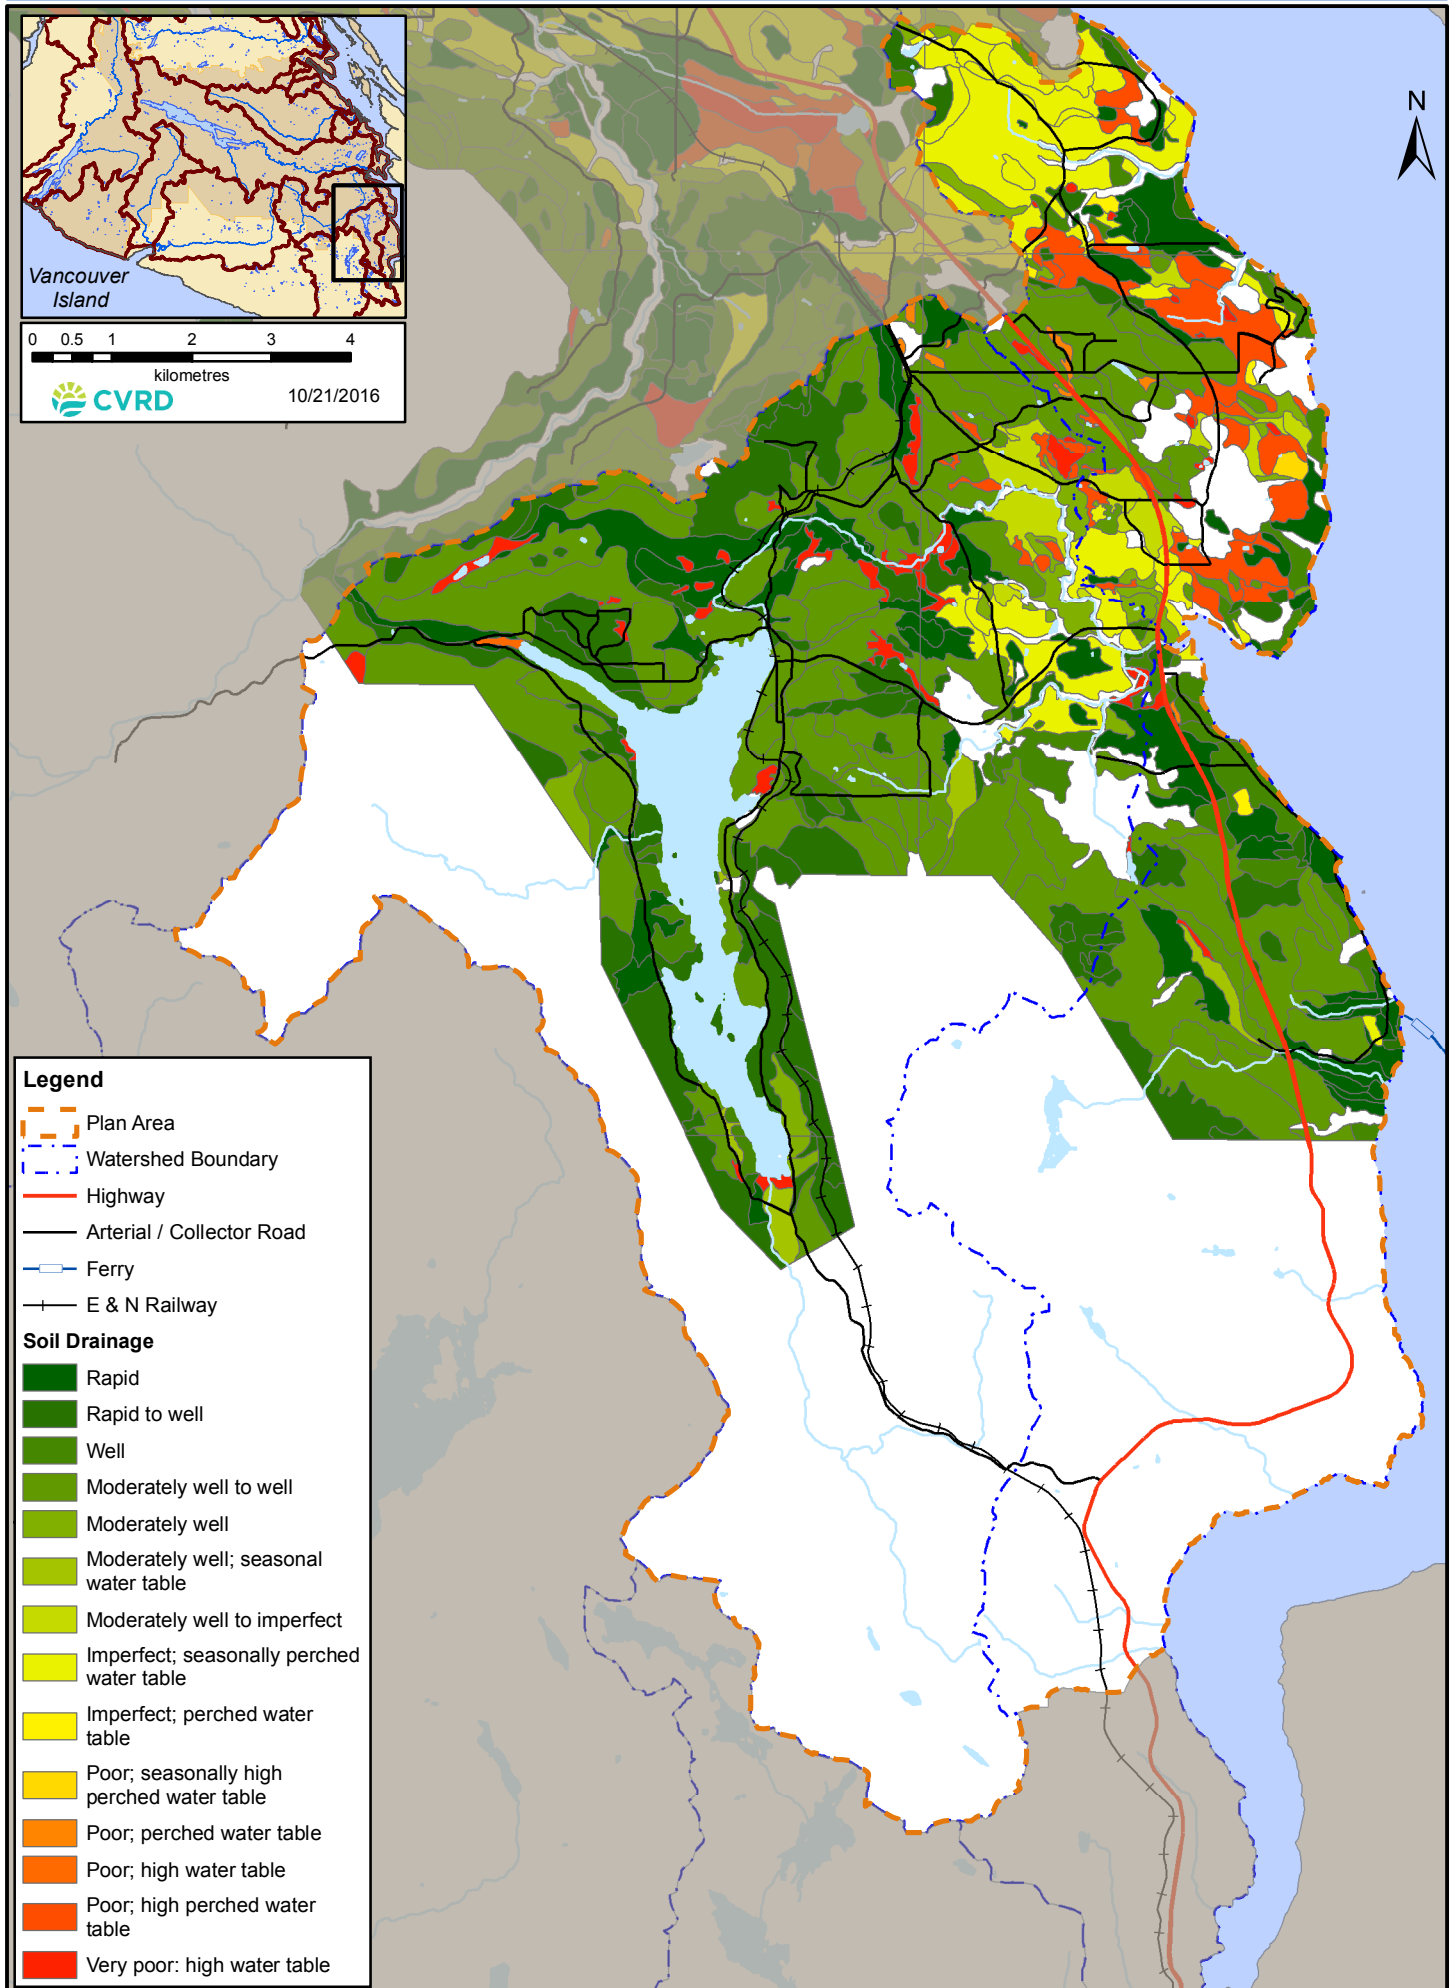 Vancouver
Island
0 0.5 1 2 3 4
kilometres
CVRD
10/21/2016
N
Legend
Plan Area
Watershed Boundary
Highway
Arterial / Collector Road
Ferry
E & N Railway
Soil Drainage
Rapid
Rapid to well
Well
Moderately well to well
Moderately well
Moderately well; seasonal
water table
Moderately well to imperfect
Imperfect; seasonally perched
water table
Imperfect; perched water
table
Poor; seasonally high
perched water table
Poor; perched water table
Poor; high water table
Poor; high perched water
table
Very poor: high water table